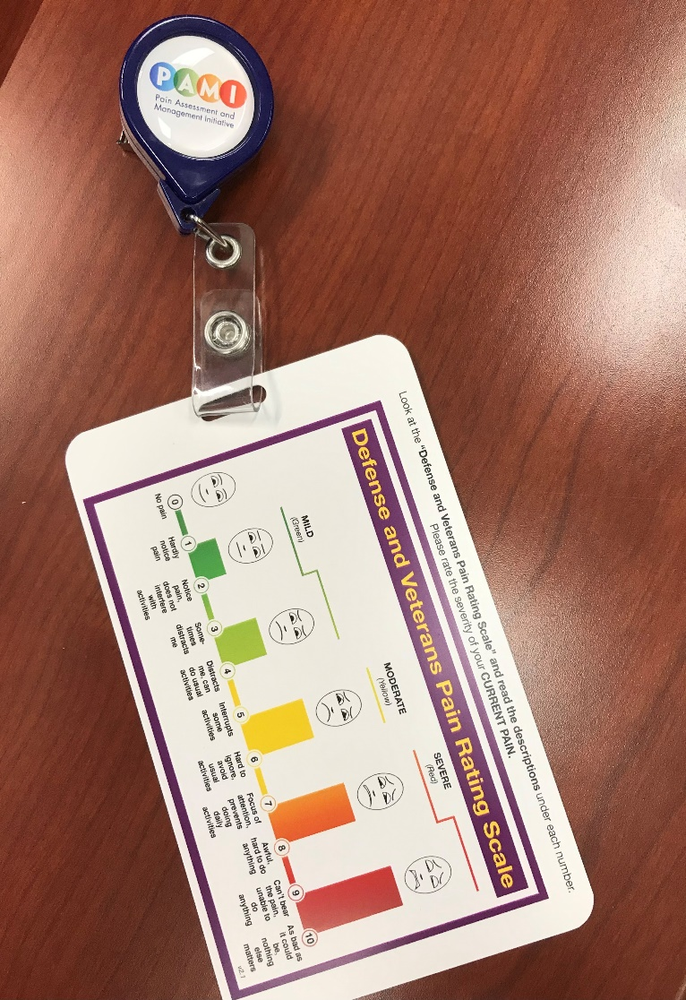 PAMI
Pain Assessment and
Management Initiative
Look at the "Defense and Veterans Pain Rating Scale" and read the descriptions under each number.
Please rate the severity of your CURRENT PAIN.
Defense and Veterans Pain Rating Scale
MILD
(Green)
MODERATE
(Yellow)
SEVERE
(Red)
0
No pain
1
Hardly
notice
pain
2
Notice
pain,
does not
interfere
with
activities
3
Some-
times
distracts
me
4
Distracts
me, can
do usual
activities
5
Interrupts
some
activities
6
Hard to
ignore,
avoid
usual
activities
7
Focus of
attention,
prevents
doing
daily
activities
8
Awful,
hard to do
anything
9
Can't bear
the pain,
unable to
do
anything
10
As bad as
it could
be,
nothing
else
matters
v2.1